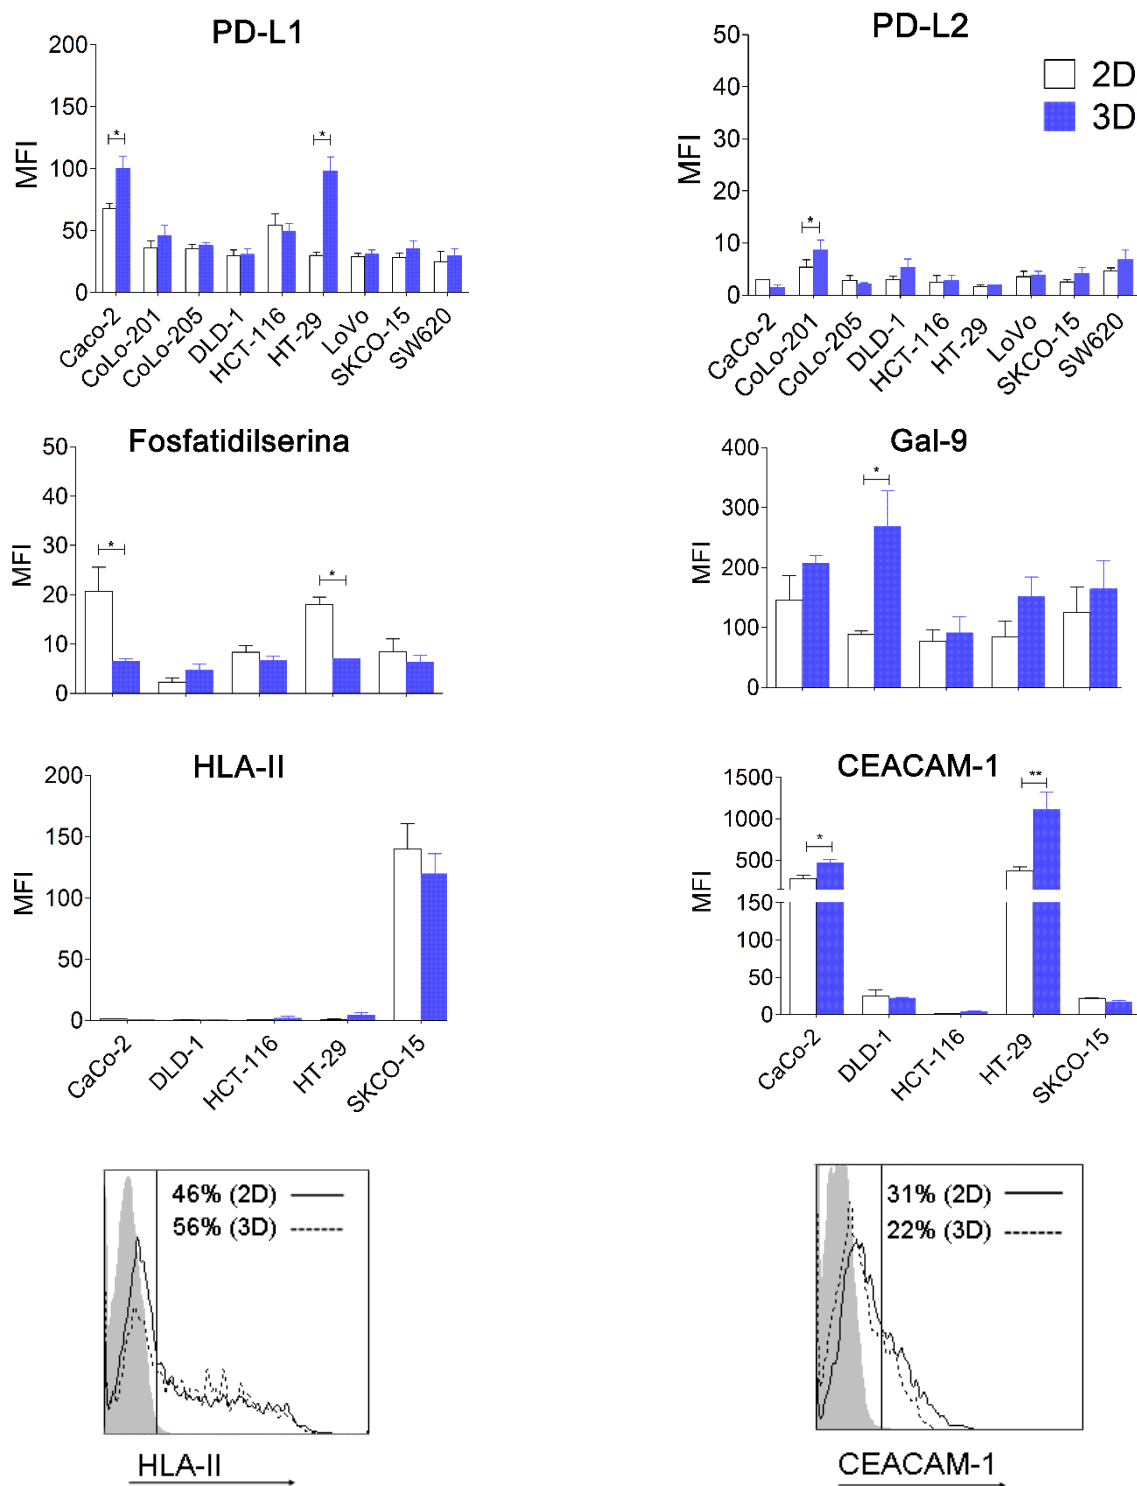 PD-L1
MFI
200
150
100
50
0
*
*
Caco-2
CoLo-201
CoLo-205
DLD-1
HCT-116
HT-29
LoVo
SKCO-15
SW620
PD-L2
2D
3D
MFI
50
40
30
20
10
0
*
CaCo-2
CoLo-201
CoLo-205
DLD-1
HCT-116
HT-29
LoVo
SKCO-15
SW620
Fosfatidilserina
MFI
50
40
30
20
10
0
*
*
Gal-9
MFI
400
300
200
100
0
*
HLA-II
MFI
200
150
100
50
0
CaCo-2
DLD-1
HCT-116
HT-29
SKCO-15
CEACAM-1
MFI
1500
1000
500
150
100
50
0
*
**
CaCo-2
DLD-1
HCT-116
HT-29
SKCO-15
46% (2D)
56% (3D)
HLA-II
31% (2D)
22% (3D)
CEACAM-1